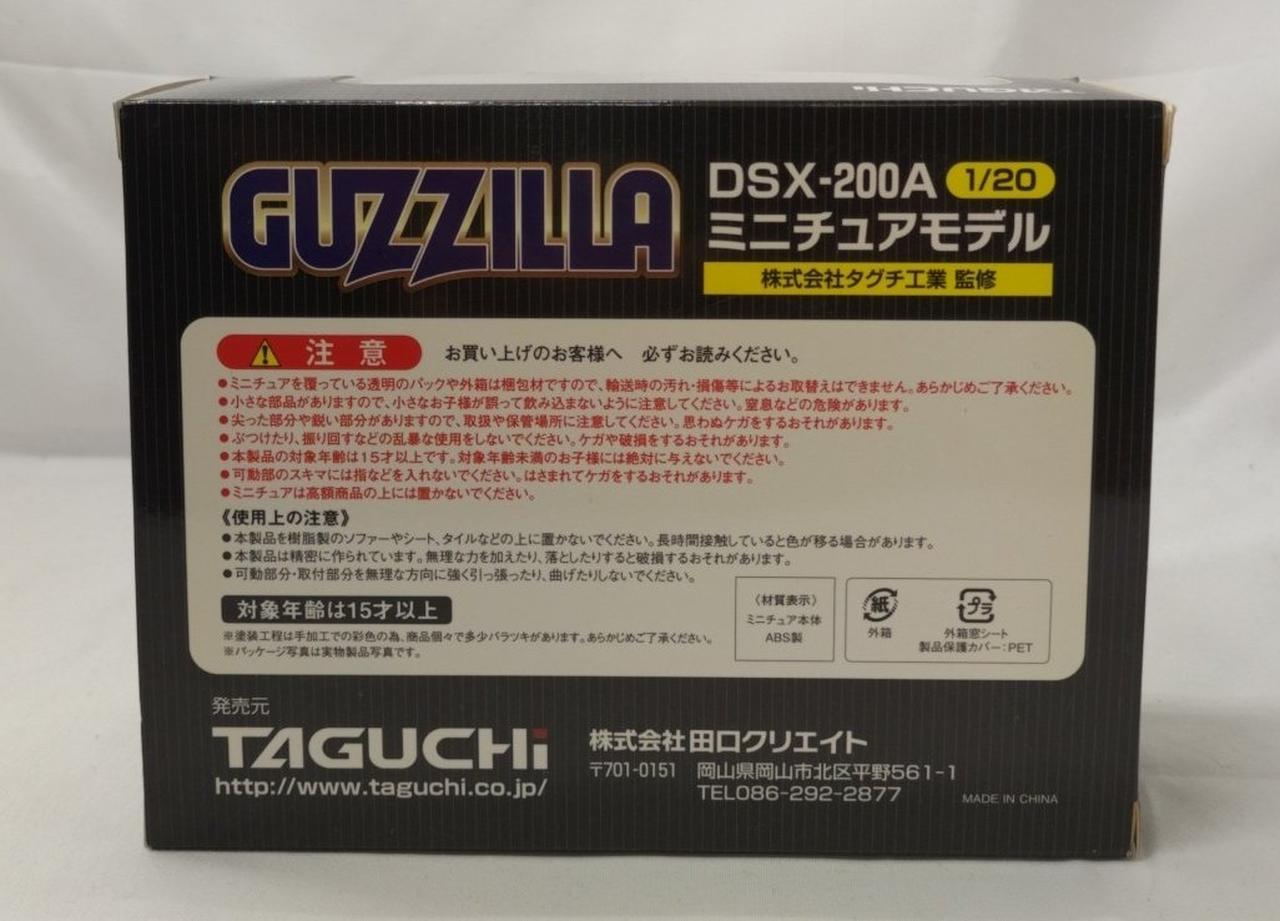 TAGUCHi
GUZZILLA
DSX-200A 1/20
ミニチュアモデル
株式会社タグチ工業 監修
注 意 お買い上げのお客様へ 必ずお読みください。
●ミニチュアを覆っている透明のパックや外箱は梱包材ですので、輸送時の汚れ・損傷等によるお取替えはできません。あらかじめご了承ください。
●小さな部品がありますので、小さなお子様が誤って飲み込まないように注意してください。窒息などの危険があります。
●尖った部分や鋭い部分がありますので、取扱や保管場所に注意してください。思わぬケガをするおそれがあります。
●ぶつけたり、振り回すなどの乱暴な使用をしないでください。ケガや破損をするおそれがあります。
●本製品の対象年齢は15才以上です。対象年齢未満のお子様には絶対に与えないでください。
●可動部のスキマには指などを入れないでください。はさまれてケガをするおそれがあります。
●ミニチュアは高額商品の上には置かないでください。
《使用上の注意》
●本製品を樹脂製のソファーやシート、タイルなどの上に置かないでください。長時間接触していると色が移る場合があります。
●本製品は精密に作られています。無理な力を加えたり、落としたりすると破損するおそれがあります。
●可動部分・取付部分を無理な方向に強く引っ張ったり、曲げたりしないでください。
対象年齢は15才以上
※塗装工程は手加工での彩色の為、商品個々で多少バラツキがあります。あらかじめご了承ください。
※パッケージ写真は実物製品写真です。
〈材質表示〉
ミニチュア本体
ABS製
紙
外箱
プラ
外箱窓シート
製品保護カバー:PET
発売元
TAGUCHi
http://www.taguchi.co.jp/
株式会社田口クリエイト
〒701-0151 岡山県岡山市北区平野561-1
TEL086-292-2877
MADE IN CHINA